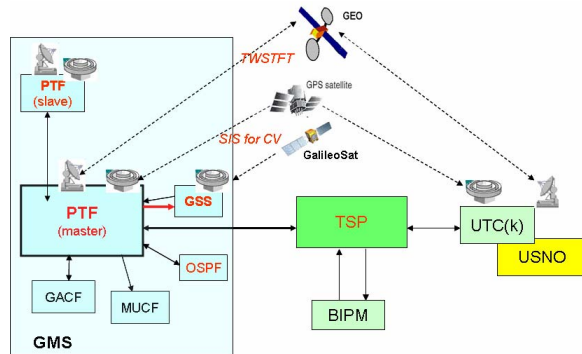 GEO
TWSTFT
PTF
(slave)
GPS satellite
SIS for CV
GalileoSat
GSS
PTF
(master)
TSP
UTC(k)
USNO
OSPF
GACF
MUCF
BIPM
GMS